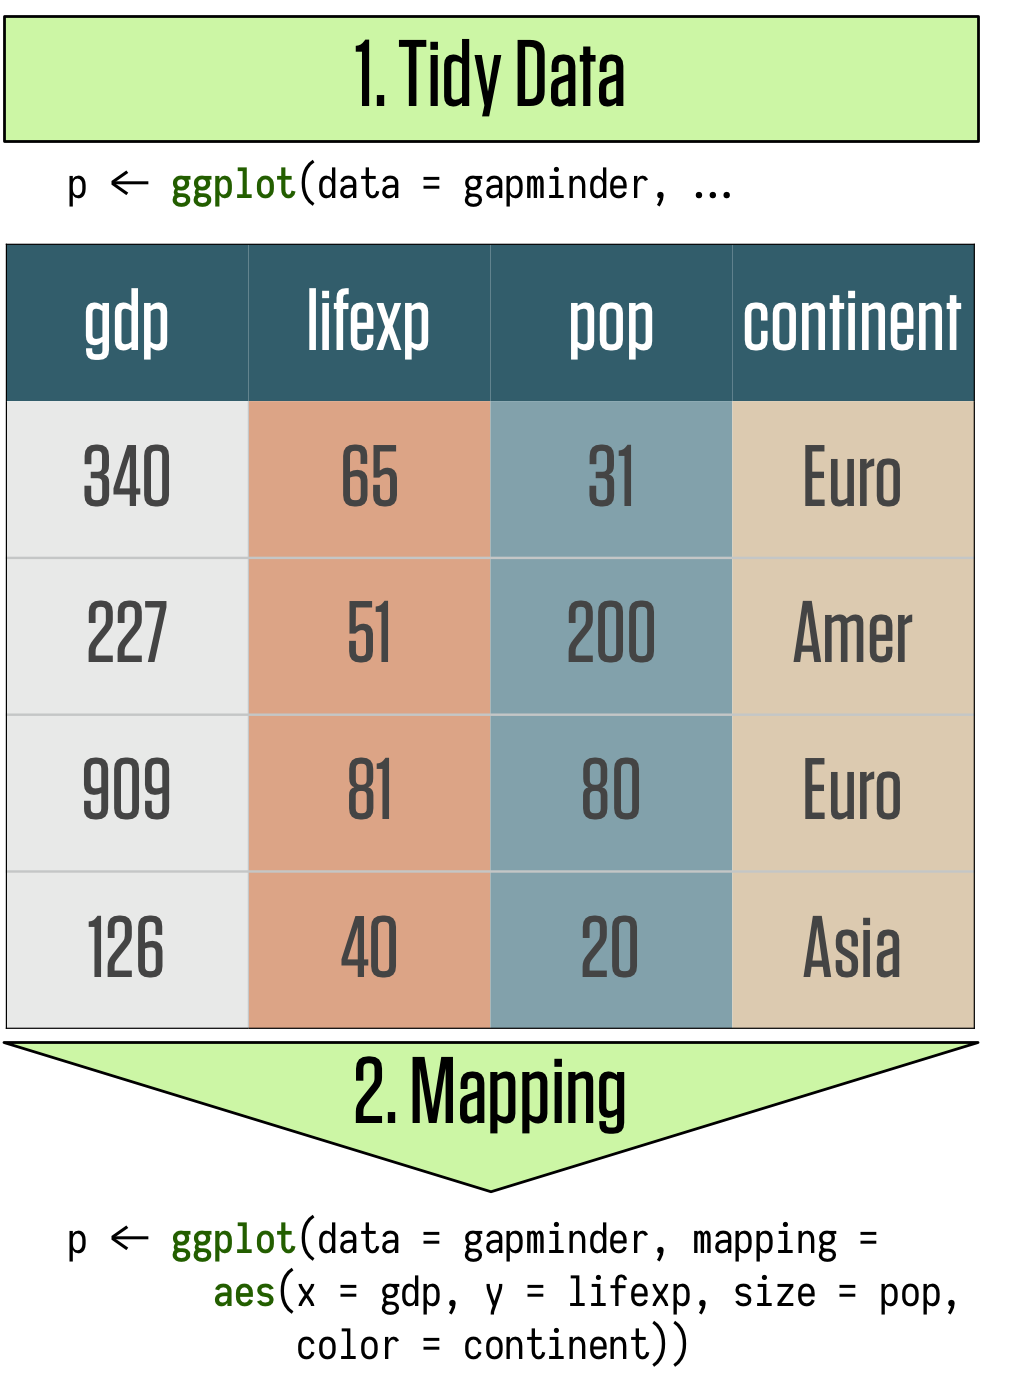 1. Tidy Data
p ← ggplot(data = gapminder, …
gdp lifexp pop continent
340 65 31 Euro
227 51 200 Amer
909 81 80 Euro
126 40 20 Asia
2. Mapping
p ← ggplot(data = gapminder, mapping =
aes(x = gdp, y = lifexp, size = pop,
color = continent))